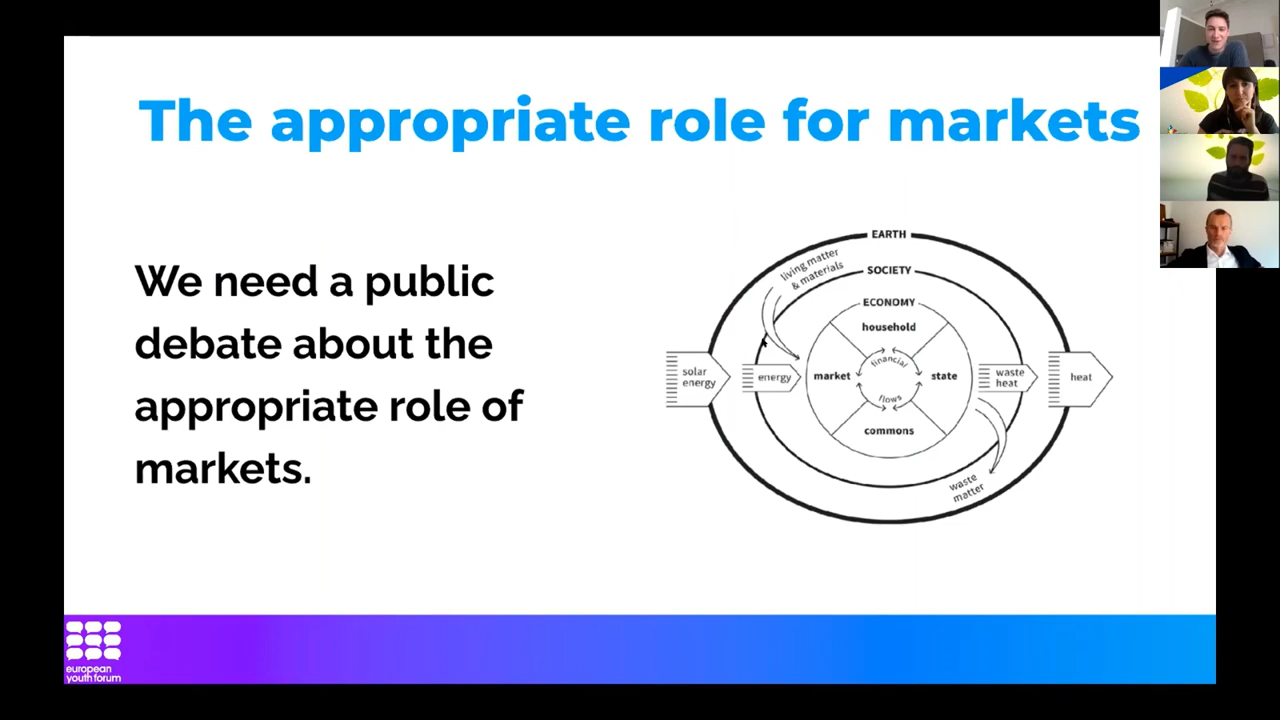 The appropriate role for markets
We need a public
debate about the
appropriate role of
markets.
EARTH
living matter
& materials
SOCIETY
ECONOMY
household
solar
energy
energy
market
financial
flows
state
waste
heat
heat
commons
waste
matter
european
youth forum